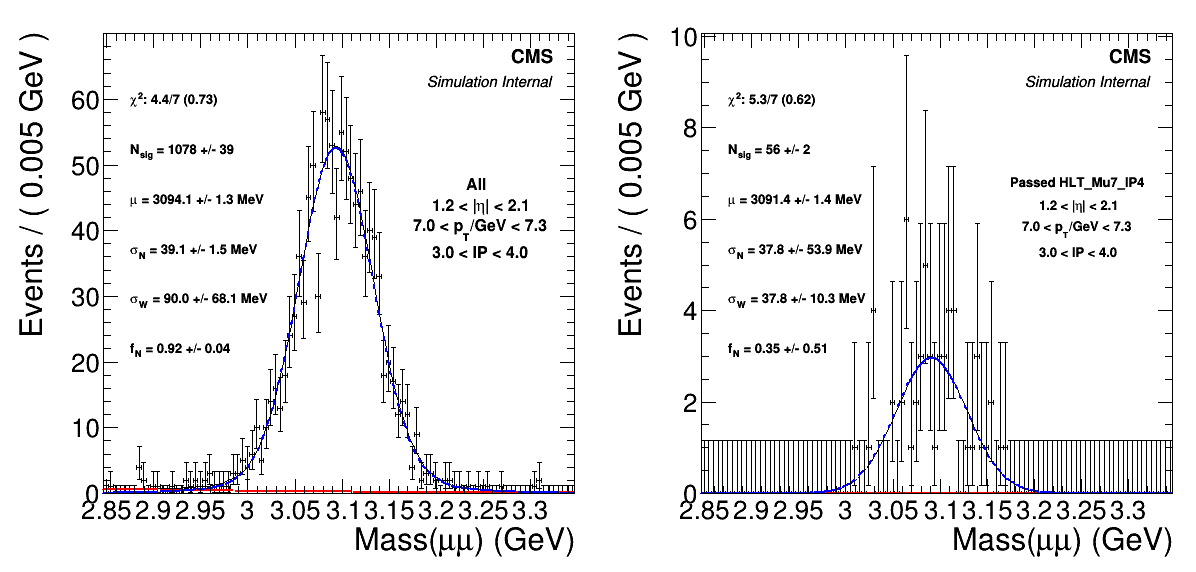 Events / ( 0.005 GeV )
60
50
40
30
20
10
0
CMS
Simulation Internal
χ²: 4.4/7 (0.73)
N_sig = 1078 +/- 39
μ = 3094.1 +/- 1.3 MeV
σ_N = 39.1 +/- 1.5 MeV
σ_W = 90.0 +/- 68.1 MeV
f_N = 0.92 +/- 0.04
All
1.2 < |η| < 2.1
7.0 < p_T/GeV < 7.3
3.0 < IP < 4.0
2.85 2.9 2.95 3 3.05 3.1 3.15 3.2 3.25 3.3
Mass(μμ) (GeV)
Events / ( 0.005 GeV )
10
8
6
4
2
0
CMS
Simulation Internal
χ²: 5.3/7 (0.62)
N_sig = 56 +/- 2
μ = 3091.4 +/- 1.4 MeV
σ_N = 37.8 +/- 53.9 MeV
σ_W = 37.8 +/- 10.3 MeV
f_N = 0.35 +/- 0.51
Passed HLT_Mu7_IP4
1.2 < |η| < 2.1
7.0 < p_T/GeV < 7.3
3.0 < IP < 4.0
2.85 2.9 2.95 3 3.05 3.1 3.15 3.2 3.25 3.3
Mass(μμ) (GeV)